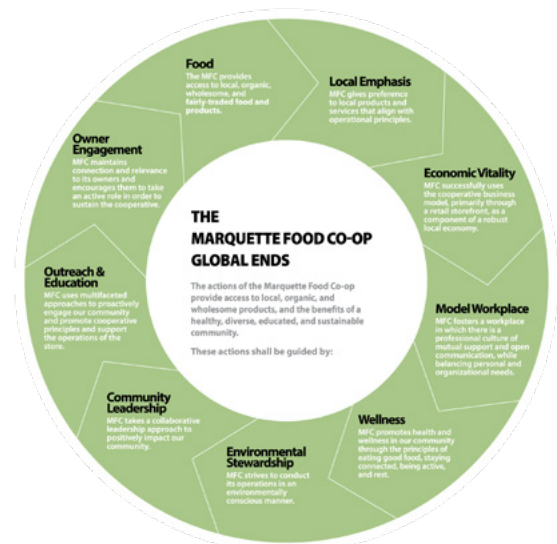 THE
MARQUETTE FOOD CO-OP
GLOBAL ENDS
The actions of the Marquette Food Co-op
provide access to local, organic, and
wholesome products, and the benefits of a
healthy, diverse, educated, and sustainable
community.
These actions shall be guided by:
Food
The MFC provides
access to local, organic,
wholesome, and
fairly-traded food and
products.
Local Emphasis
MFC gives preference
to local products and
services that align with
operational principles.
Economic Vitality
MFC successfully uses
the cooperative business
model, primarily through
a retail storefront, as a
component of a robust
local economy.
Model Workplace
MFC fosters a workplace
in which there is a
professional culture of
mutual support and open
communication, while
balancing personal and
organizational needs.
Wellness
MFC promotes health and
wellness in our community
through the principles of
eating good food, staying
connected, being active,
and rest.
Environmental
Stewardship
MFC strives to conduct
its operations in an
environmentally
conscious manner.
Community
Leadership
MFC takes a collaborative
leadership approach to
positively impact our
community.
Outreach &
Education
MFC uses multifaceted
approaches to proactively
engage our community
and promote cooperative
principles and support
the operations of the
store.
Owner
Engagement
MFC maintains
connection and relevance
to its owners and
encourages them to take
an active role in order to
sustain the cooperative.